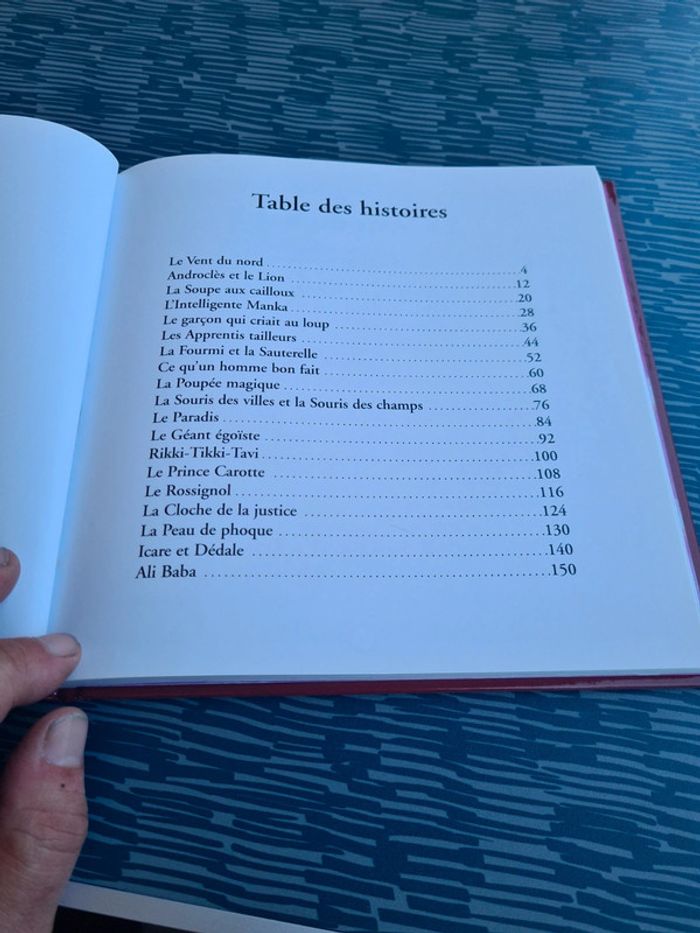 Table des histoires
Le Vent du nord ........................................ 4
Androclès et le Lion ........................................ 12
La Soupe aux cailloux ........................................ 20
L'Intelligente Manka ........................................ 28
Le garçon qui criait au loup ........................................ 36
Les Apprentis tailleurs ........................................ 44
La Fourmi et la Sauterelle ........................................ 52
Ce qu'un homme bon fait ........................................ 60
La Poupée magique ........................................ 68
La Souris des villes et la Souris des champs .................... 76
Le Paradis ........................................ 84
Le Géant égoïste ........................................ 92
Rikki-Tikki-Tavi ........................................ 100
Le Prince Carotte ........................................ 108
Le Rossignol ........................................ 116
La Cloche de la justice ........................................ 124
La Peau de phoque ........................................ 130
Icare et Dédale ........................................ 140
Ali Baba ........................................ 150